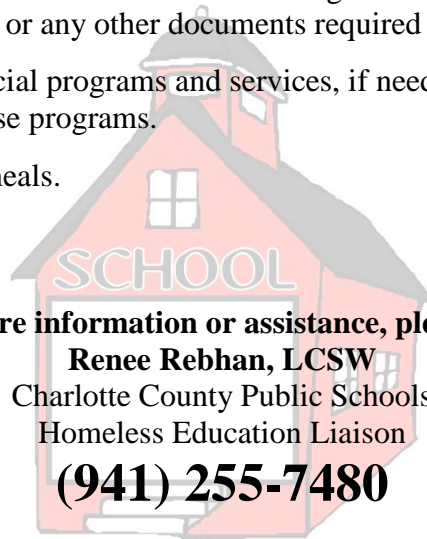 or any other documents required
cial programs and services, if need
se programs.
neals.
SCHOOL
re information or assistance, ple
Renee Rebhan, LCSW
Charlotte County Public Schools
Homeless Education Liaison
(941) 255-7480